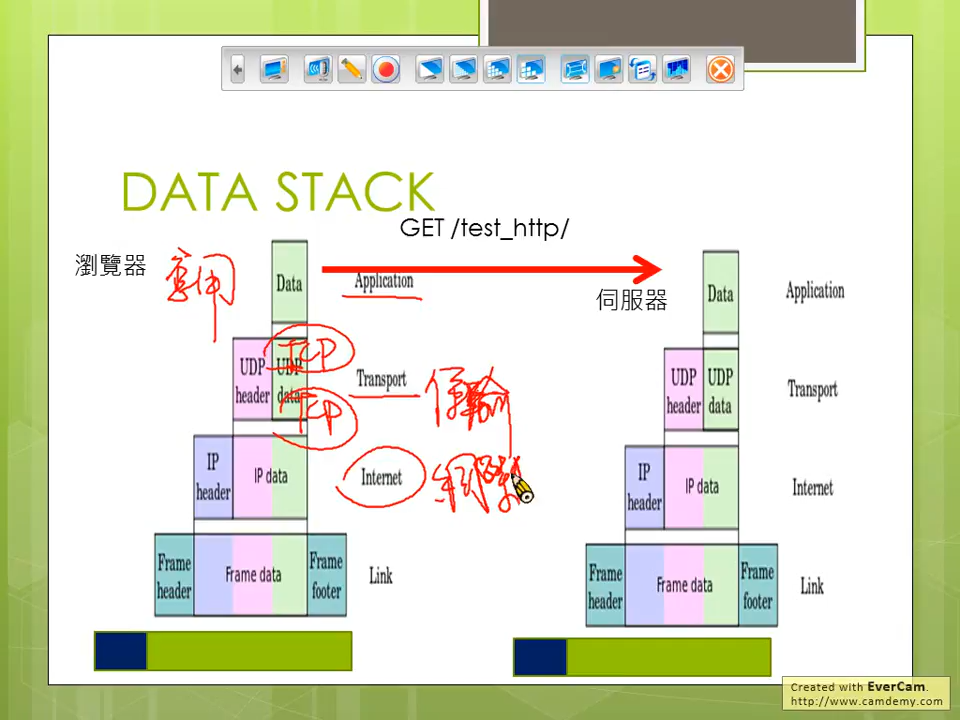 DATA STACK
GET /test_http/
瀏覽器
應用
Data
Application
伺服器
Data
Application
TCP
UDP header
UDP data
TCP
Transport
傳輸
UDP header
UDP data
Transport
IP header
IP data
Internet
網際
IP header
IP data
Internet
Frame header
Frame data
Frame footer
Link
Frame header
Frame data
Frame footer
Link
Created with EverCam.
http://www.camdemy.com